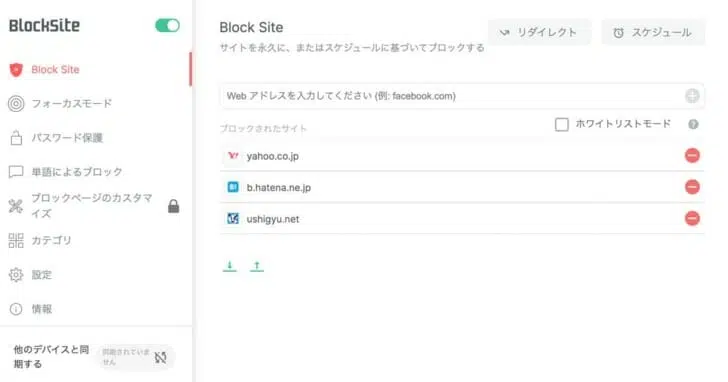 BLOCKSITE
Block Site
フォーカスモード
パスワード保護
単語によるブロック
ブロックページのカスタマ
イズ
カテゴリ
設定
情報
他のデバイスと同
期する
同期されていま
せん
Block Site
サイトを永久に、またはスケジュールに基づいてブロックする
リダイレクト
スケジュール
Web アドレスを入力してください (例: facebook.com)
ブロックされたサイト
ホワイトリストモード
?
yahoo.co.jp
B!
b.hatena.ne.jp
ushigyu.net